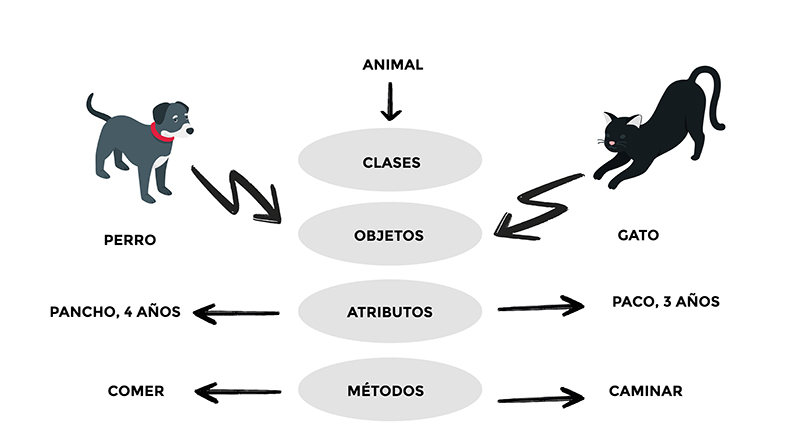 ANIMAL
CLASES
OBJETOS
PERRO
GATO
PANCHO, 4 AÑOS
ATRIBUTOS
PACO, 3 AÑOS
COMER
MÉTODOS
CAMINAR